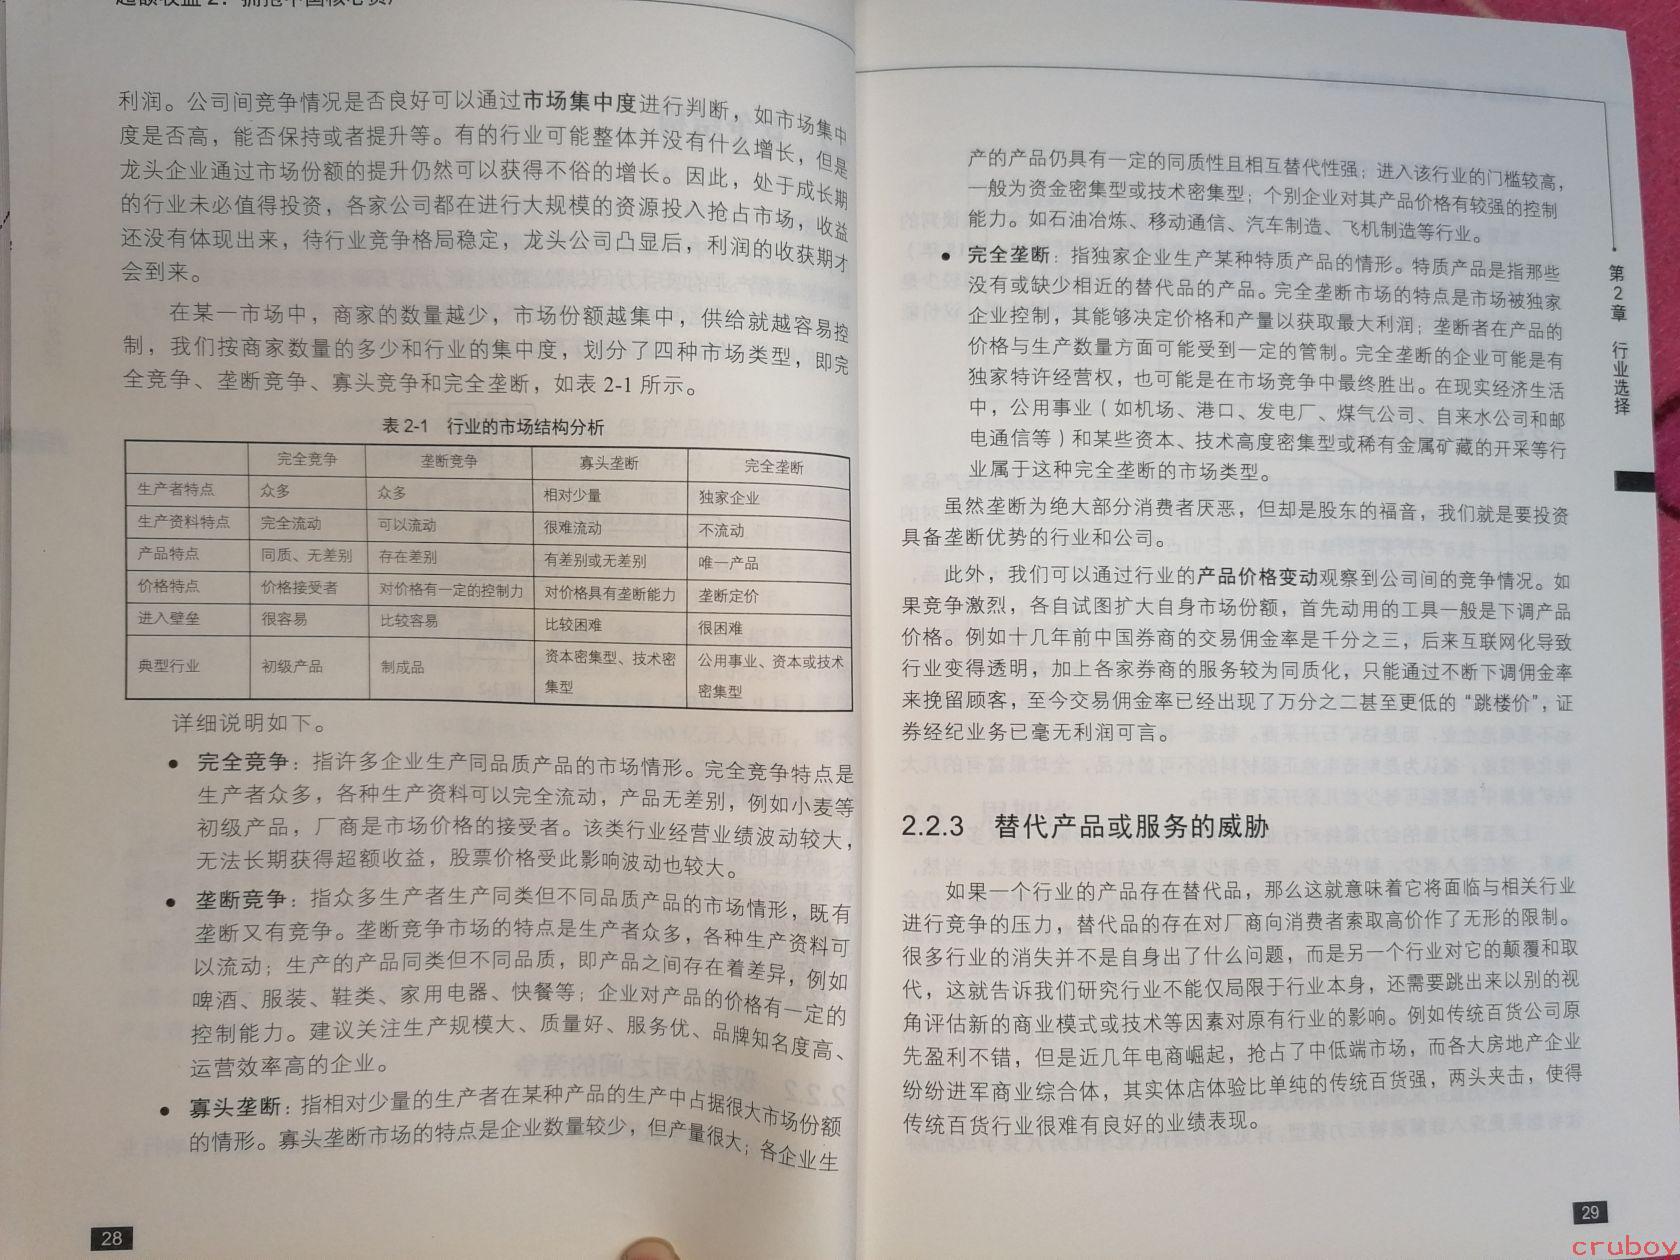 利润。公司间竞争情况是否良好可以通过市场集中度进行判断，如市场集中
度是否高，能否保持或者提升等。有的行业可能整体并没有什么增长，但是
龙头企业通过市场份额的提升仍然可以获得不俗的增长。因此，处于成长期
的行业未必值得投资，各家公司都在进行大规模的资源投入抢占市场，收益
还没有体现出来，待行业竞争格局稳定，龙头公司凸显后，利润的收获期才
会到来。
在某一市场中，商家的数量越少，市场份额越集中，供给就越容易控
制，我们按商家数量的多少和行业的集中度，划分了四种市场类型，即完
全竞争、垄断竞争、寡头竞争和完全垄断，如表 2-1 所示。
表 2-1 行业的市场结构分析
完全竞争 垄断竞争 寡头垄断 完全垄断
生产者特点 众多 众多 相对少量 独家企业
生产资料特点 完全流动 可以流动 很难流动 不流动
产品特点 同质、无差别 存在差别 有差别或无差别 唯一产品
价格特点 价格接受者 对价格有一定的控制力 对价格具有垄断能力 垄断定价
进入壁垒 很容易 比较容易 比较困难 很困难
典型行业 初级产品 制成品 资本密集型、技术密集型 公用事业、资本或技术密集型
详细说明如下。
● 完全竞争：指许多企业生产同品质产品的市场情形。完全竞争特点是
生产者众多，各种生产资料可以完全流动，产品无差别，例如小麦等
初级产品，厂商是市场价格的接受者。该类行业经营业绩波动较大，
无法长期获得超额收益，股票价格受此影响波动也较大。
● 垄断竞争：指众多生产者生产同类但不同品质产品的市场情形，既有
垄断又有竞争。垄断竞争市场的特点是生产者众多，各种生产资料可
以流动；生产的产品同类但不同品质，即产品之间存在着差异，例如
啤酒、服装、鞋类、家用电器、快餐等；企业对产品的价格有一定的
控制能力。建议关注生产规模大、质量好、服务优、品牌知名度高、
运营效率高的企业。
● 寡头垄断：指相对少量的生产者在某种产品的生产中占据很大市场份额
的情形。寡头垄断市场的特点是企业数量较少，但产量很大；各企业生
28
产的产品仍具有一定的同质性且相互替代性强；进入该行业的门槛较高，
一般为资金密集型或技术密集型；个别企业对其产品价格有较强的控制
能力。如石油冶炼、移动通信、汽车制造、飞机制造等行业。
● 完全垄断：指独家企业生产某种特质产品的情形。特质产品是指那些
没有或缺少相近的替代品的产品。完全垄断市场的特点是市场被独家
企业控制，其能够决定价格和产量以获取最大利润；垄断者在产品的
价格与生产数量方面可能受到一定的管制。完全垄断的企业可能是有
独家特许经营权，也可能是在市场竞争中最终胜出。在现实经济生活
中，公用事业（如机场、港口、发电厂、煤气公司、自来水公司和邮
电通信等）和某些资本、技术高度密集型或稀有金属矿藏的开采等行
业属于这种完全垄断的市场类型。
虽然垄断为绝大部分消费者厌恶，但却是股东的福音，我们就是要投资
具备垄断优势的行业和公司。
此外，我们可以通过行业的产品价格变动观察到公司间的竞争情况。如
果竞争激烈，各自试图扩大自身市场份额，首先动用的工具一般是下调产品
价格。例如十几年前中国券商的交易佣金率是千分之三，后来互联网化导致
行业变得透明，加上各家券商的服务较为同质化，只能通过不断下调佣金率
来挽留顾客，至今交易佣金率已经出现了万分之二甚至更低的“跳楼价”，证
券经纪业务已毫无利润可言。
2.2.3 替代产品或服务的威胁
如果一个行业的产品存在替代品，那么这就意味着它将面临与相关行业
进行竞争的压力，替代品的存在对厂商向消费者索取高价作了无形的限制。
很多行业的消失并不是自身出了什么问题，而是另一个行业对它的颠覆和取
代，这就告诉我们研究行业不能仅局限于行业本身，还需要跳出来以别的视
角评估新的商业模式或技术等因素对原有行业的影响。例如传统百货公司原
先盈利不错，但是近几年电商崛起，抢占了中低端市场，而各大房地产企业
纷纷进军商业综合体，其实体店体验比单纯的传统百货强，两头夹击，使得
传统百货行业很难有良好的业绩表现。
第2章 行业选择
29
cruboy